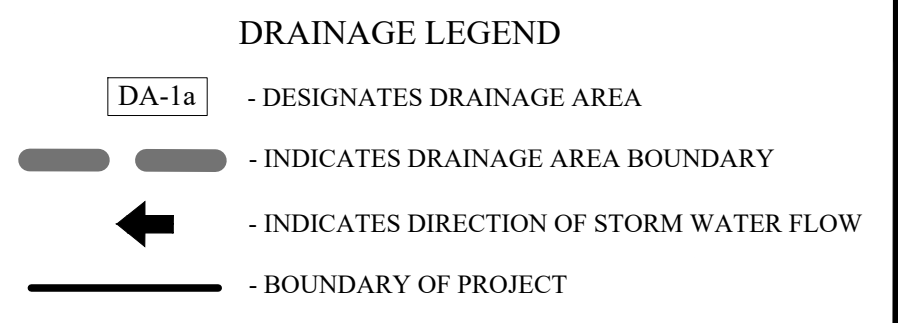 DRAINAGE LEGEND
DA-1a - DESIGNATES DRAINAGE AREA
- INDICATES DRAINAGE AREA BOUNDARY
- INDICATES DIRECTION OF STORM WATER FLOW
- BOUNDARY OF PROJECT